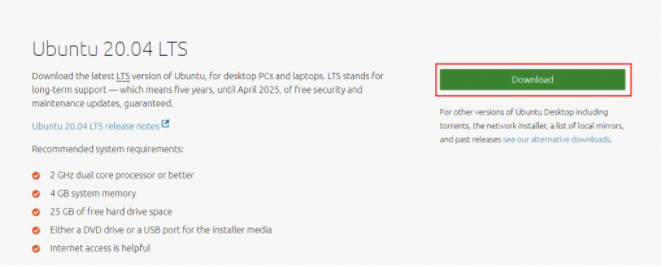 Ubuntu 20.04 LTS
Download the latest LTS version of Ubuntu, for desktop PCs and laptops. LTS stands for
long-term support — which means five years, until April 2025, of free security and
maintenance updates, guaranteed.
Ubuntu 20.04 LTS release notes
Recommended system requirements:
2 GHz dual core processor or better
4 GB system memory
25 GB of free hard drive space
Either a DVD drive or a USB port for the installer media
Internet access is helpful
Download
For other versions of Ubuntu Desktop including
torrents, the network installer, a list of local mirrors,
and past releases see our alternative downloads.